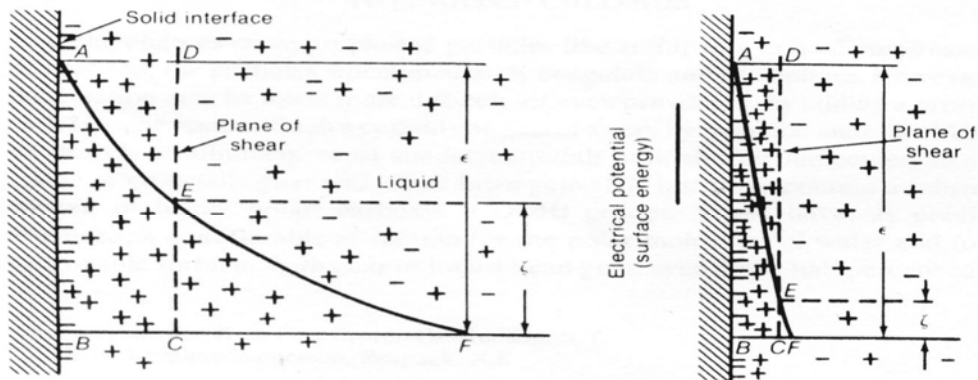 Solid interface
A
D
Plane of
shear
E
Liquid
ζ
B
C
F
Electrical potential
(surface energy)
A
D
Plane of
shear
ϵ
E
ζ
B
CF